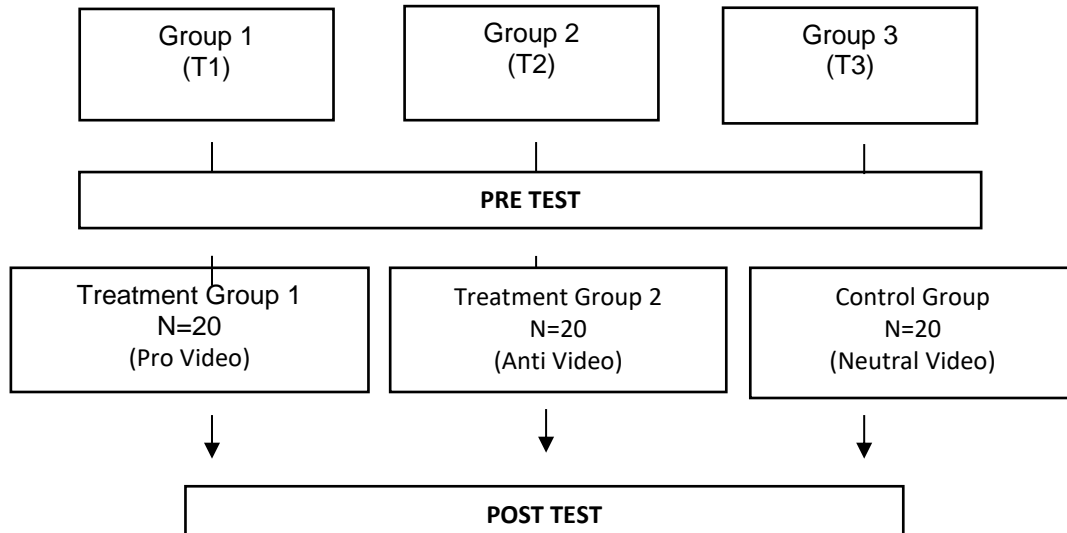 Group 1
(T1)
Group 2
(T2)
Group 3
(T3)
PRE TEST
Treatment Group 1
N=20
(Pro Video)
Treatment Group 2
N=20
(Anti Video)
Control Group
N=20
(Neutral Video)
POST TEST